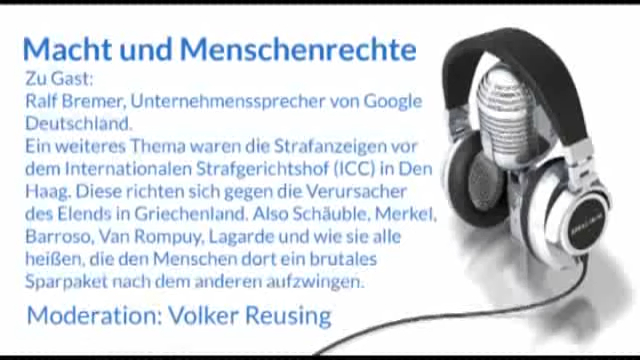 Macht und Menschenrechte
Zu Gast:
Ralf Bremer, Unternehmenssprecher von Google
Deutschland.
Ein weiteres Thema waren die Strafanzeigen vor
dem Internationalen Strafgerichtshof (ICC) in Den
Haag. Diese richten sich gegen die Verursacher
des Elends in Griechenland. Also Schäuble, Merkel,
Barroso, Van Rompuy, Lagarde und wie sie alle
heißen, die den Menschen dort ein brutales
Sparpaket nach dem anderen aufzwingen.
Moderation: Volker Reusing